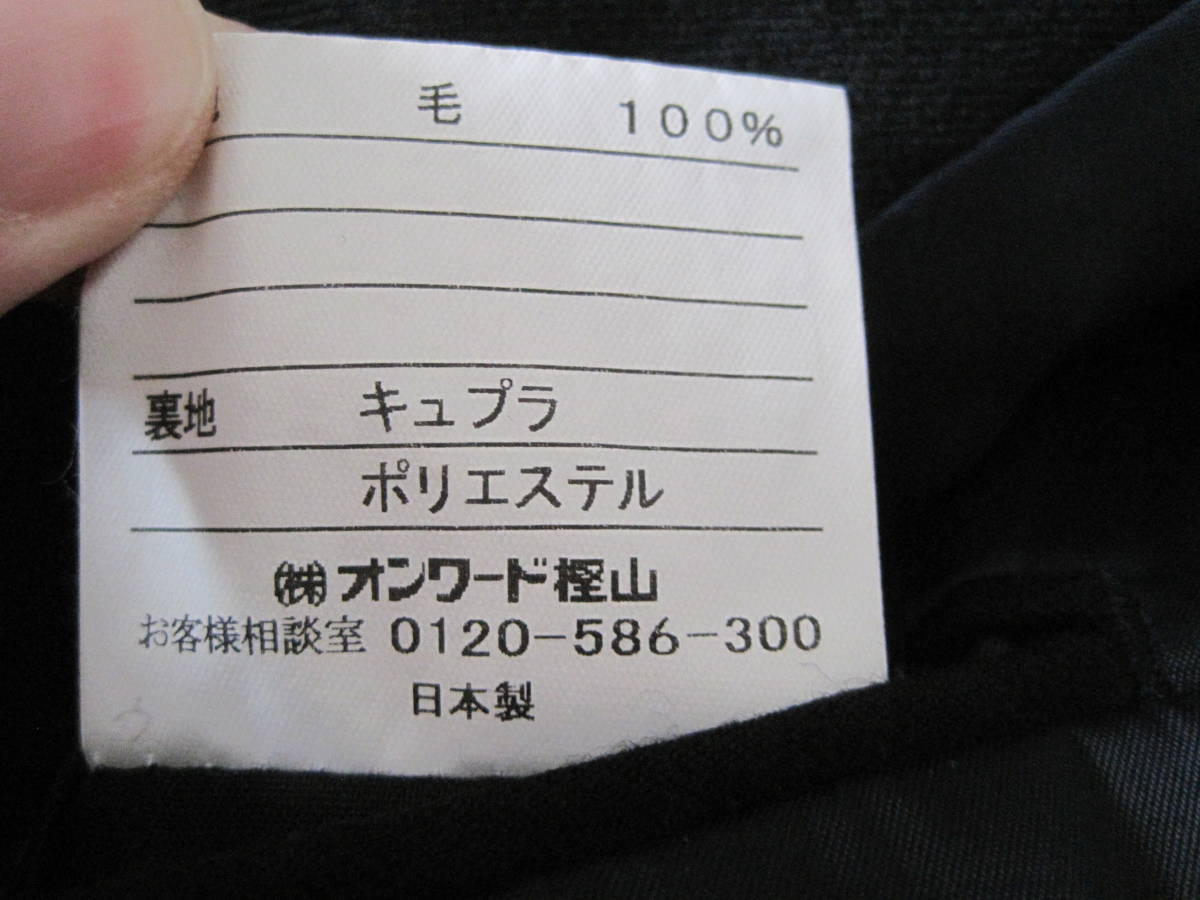 毛 100%
裏地 キュプラ
ポリエステル
㈱オンワード樫山
お客様相談室 0120-586-300
日本製